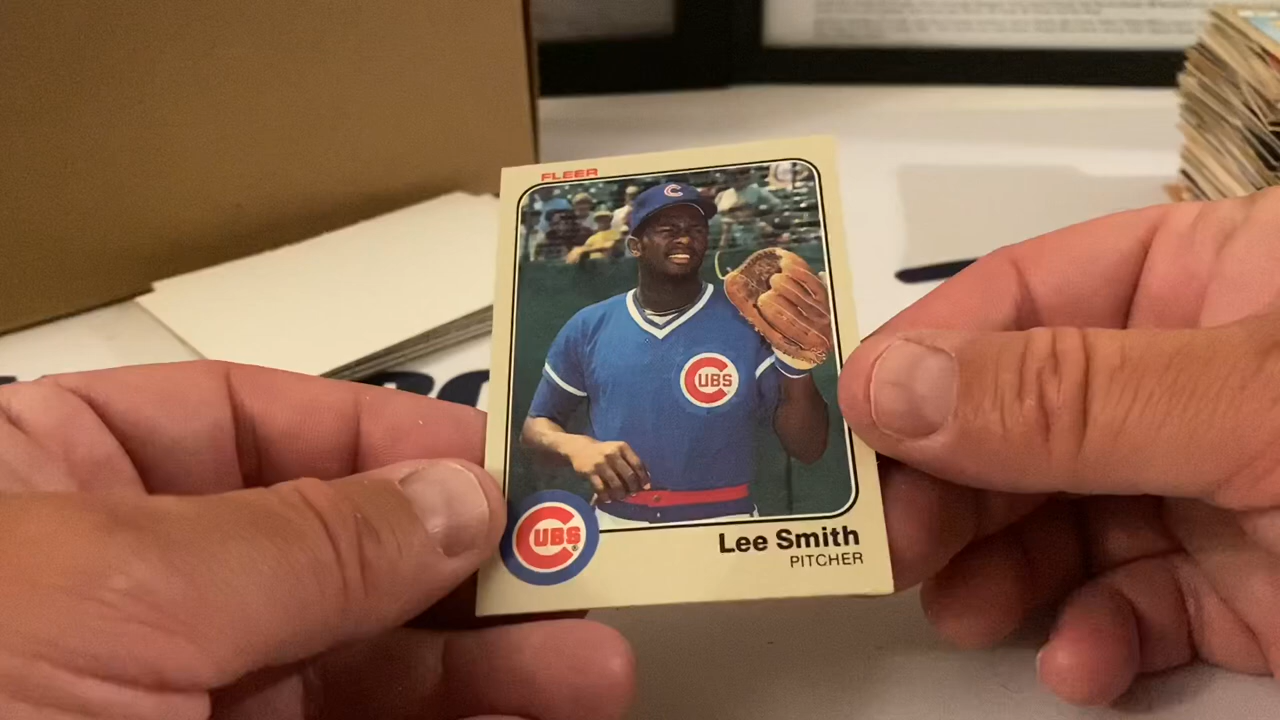 FLEER
C
CUBS
CUBS
Lee Smith
PITCHER